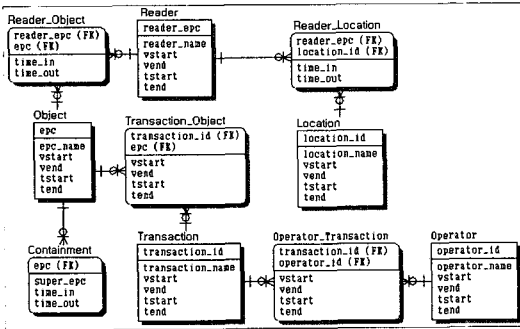 Reader_Object
reader_epc (FK)
epc (FK)
time_in
time_out
Reader
reader_epc
reader_name
vstart
vend
tstart
tend
Reader_Location
reader_epc (FK)
location_id (FK)
time_in
time_out
Object
epc
epc_name
vstart
vend
tstart
tend
Transaction_Object
transaction_id (FK)
epc (FK)
vstart
vend
tstart
tend
Location
location_id
location_name
vstart
vend
tstart
tend
Containment
epc (FK)
super_epc
time_in
time_out
Transaction
transaction_id
transaction_name
vstart
vend
tstart
tend
Operator_Transaction
transaction_id (FK)
operator_id (FK)
vstart
vend
tstart
tend
Operator
operator_id
operator_name
vstart
vend
tstart
tend